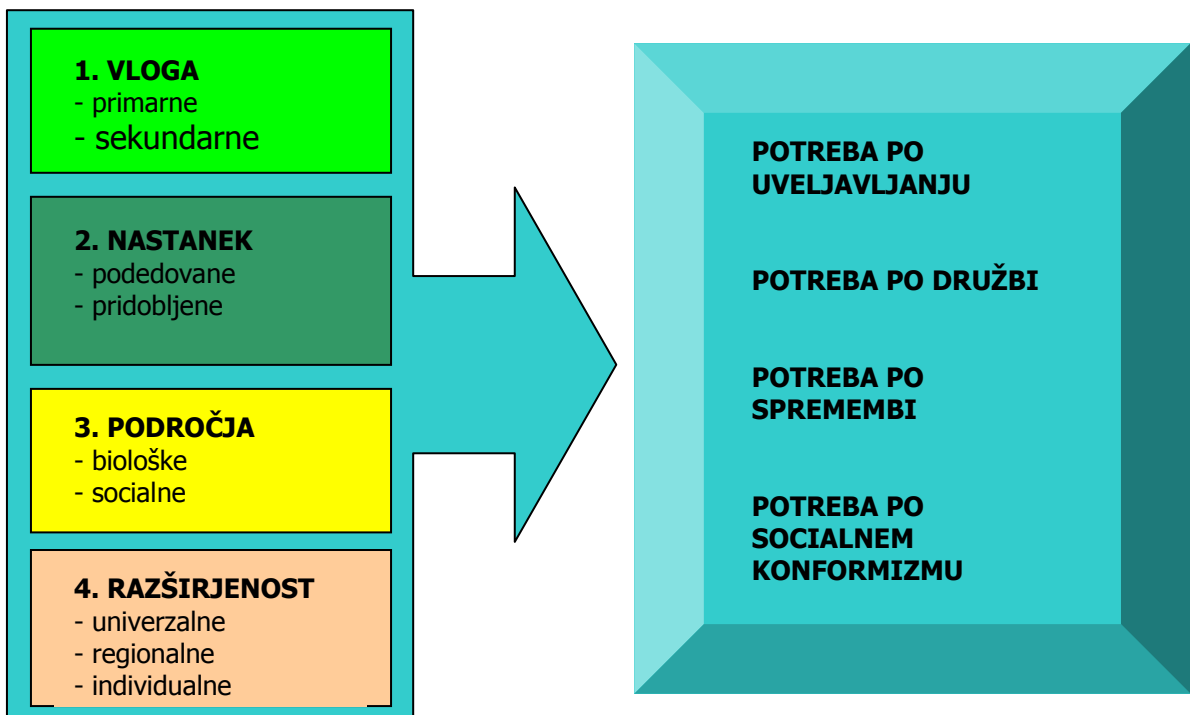 1. VLOGA
- primarne
- sekundarne
2. NASTANEK
- podedovane
- pridobljene
3. PODROČJA
- biološke
- socialne
4. RAZŠIRJENOST
- univerzalne
- regionalne
- individualne
POTREBA PO
UVELJAVLJANJU
POTREBA PO DRUŽBI
POTREBA PO
SPREMEMBI
POTREBA PO
SOCIALNEM
KONFORMIZMU